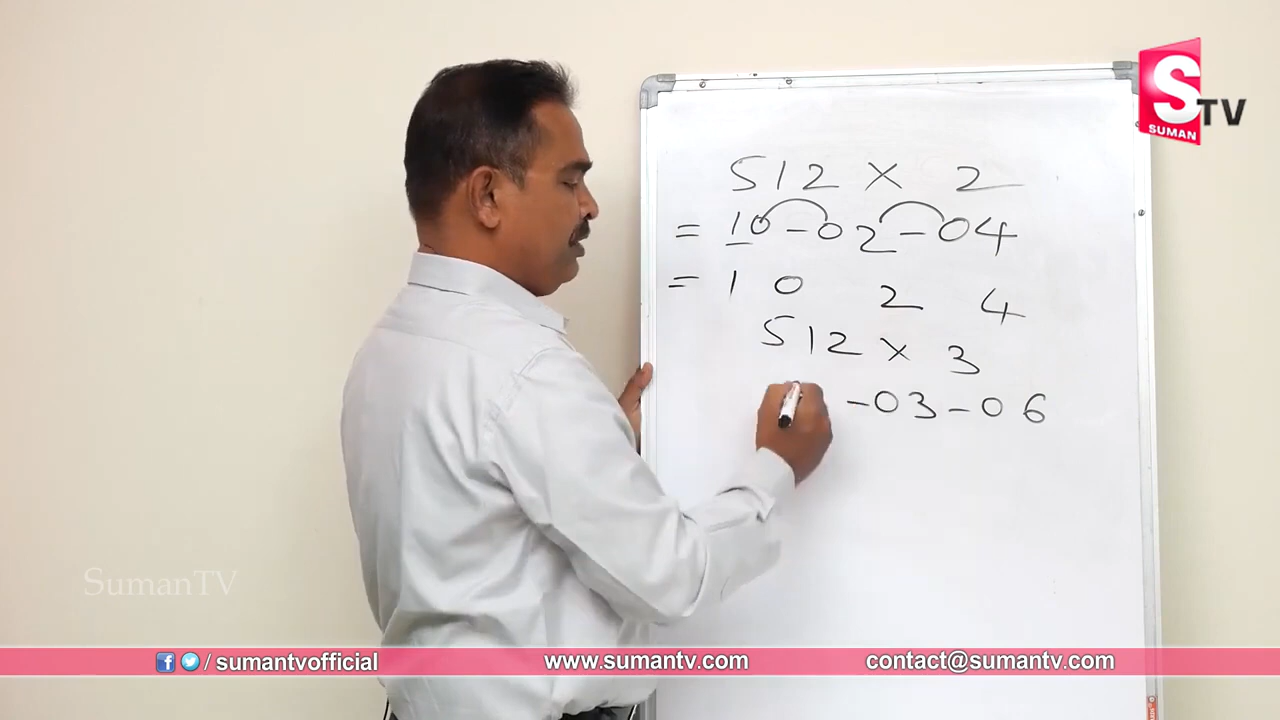 S
SUMAN
TV
512 × 2
= 10-02-04
= 1 0 2 4
512 × 3
-03-06
SumanTV
/ sumantvofficial
www.sumantv.com
contact@sumantv.com